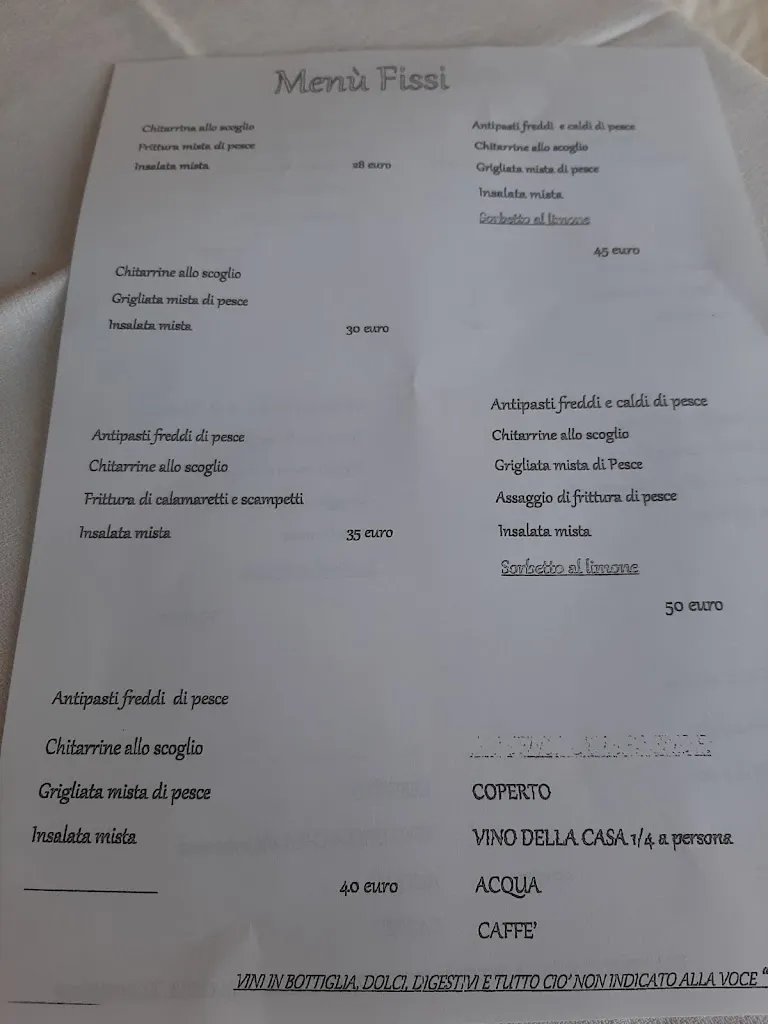 Menù Fissi
Chitarrina allo scoglio
Frittura mista di pesce
Insalata mista 28 euro
Chitarrine allo scoglio
Grigliata mista di pesce
Insalata mista 30 euro
Antipasti freddi di pesce
Chitarrine allo scoglio
Frittura di calamaretti e scampetti
Insalata mista 35 euro
Antipasti freddi di pesce
Chitarrine allo scoglio
Grigliata mista di pesce
Insalata mista
40 euro
Antipasti freddi e caldi di pesce
Chitarrine allo scoglio
Grigliata mista di pesce
Insalata mista
Sorbetto al limone
45 euro
Antipasti freddi e caldi di pesce
Chitarrine allo scoglio
Grigliata mista di Pesce
Assaggio di frittura di pesce
Insalata mista
Sorbetto al limone
50 euro
COPERTO
VINO DELLA CASA 1/4 a persona
ACQUA
CAFFE'
VINI IN BOTTIGLIA, DOLCI, DIGESTIVI E TUTTO CIO' NON INDICATO ALLA VOCE "